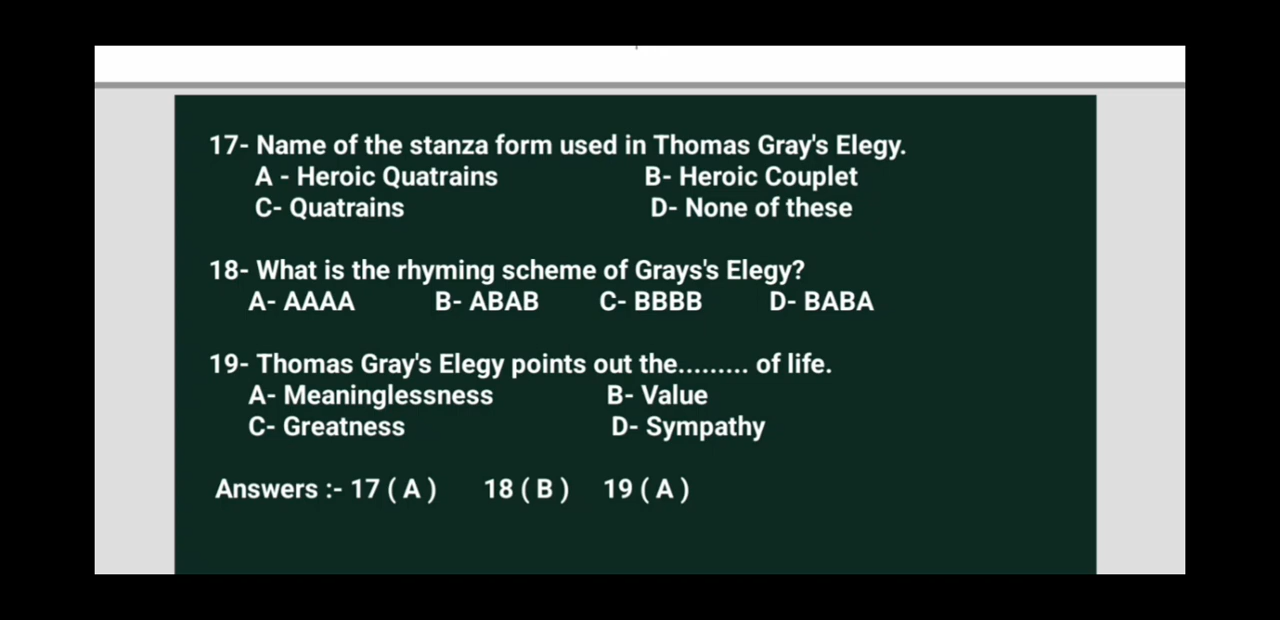 17- Name of the stanza form used in Thomas Gray's Elegy.
A - Heroic Quatrains B- Heroic Couplet
C- Quatrains D- None of these
18- What is the rhyming scheme of Grays's Elegy?
A- AAAA B- ABAB C- BBBB D- BABA
19- Thomas Gray's Elegy points out the......... of life.
A- Meaninglessness B- Value
C- Greatness D- Sympathy
Answers :- 17 ( A ) 18 ( B ) 19 ( A )